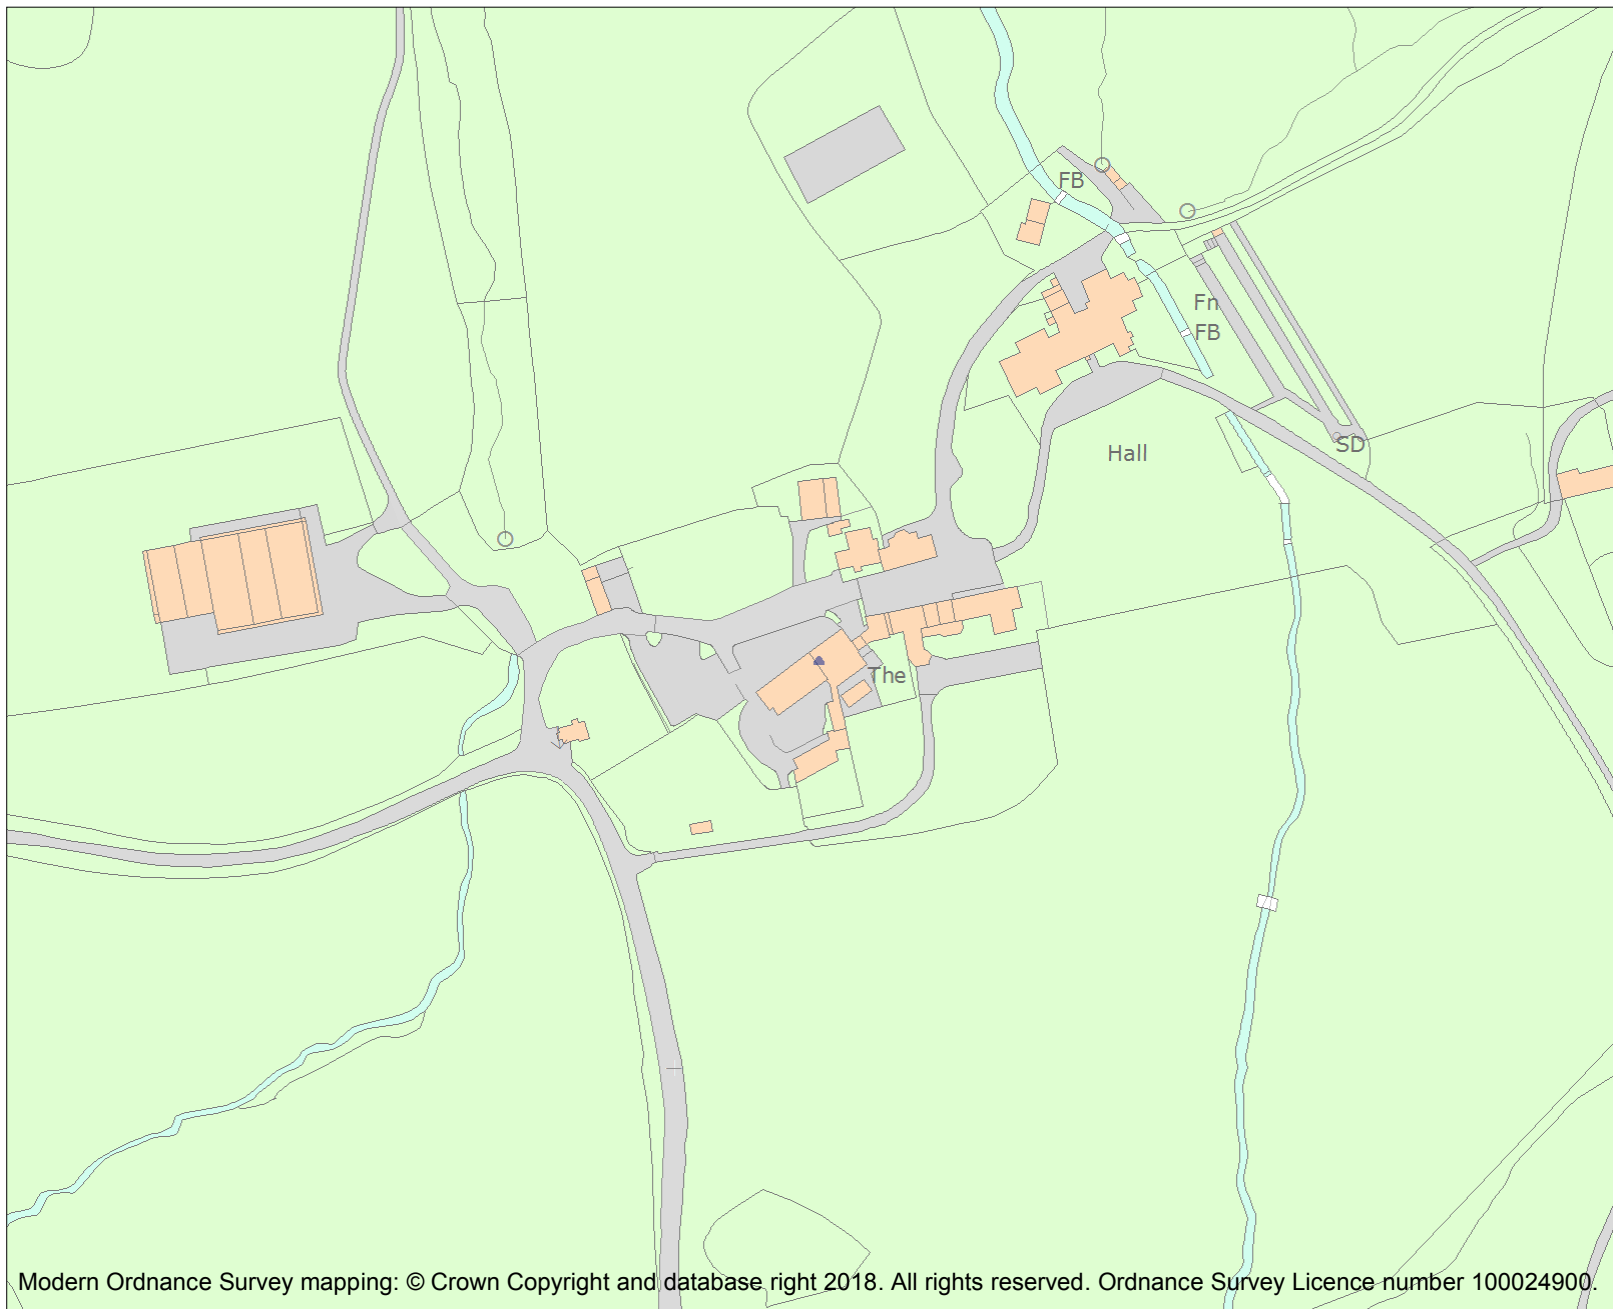 FB
Fn
FB
SD
Hall
The
Modern Ordnance Survey mapping: © Crown Copyright and database right 2018. All rights reserved. Ordnance Survey Licence number 100024900.